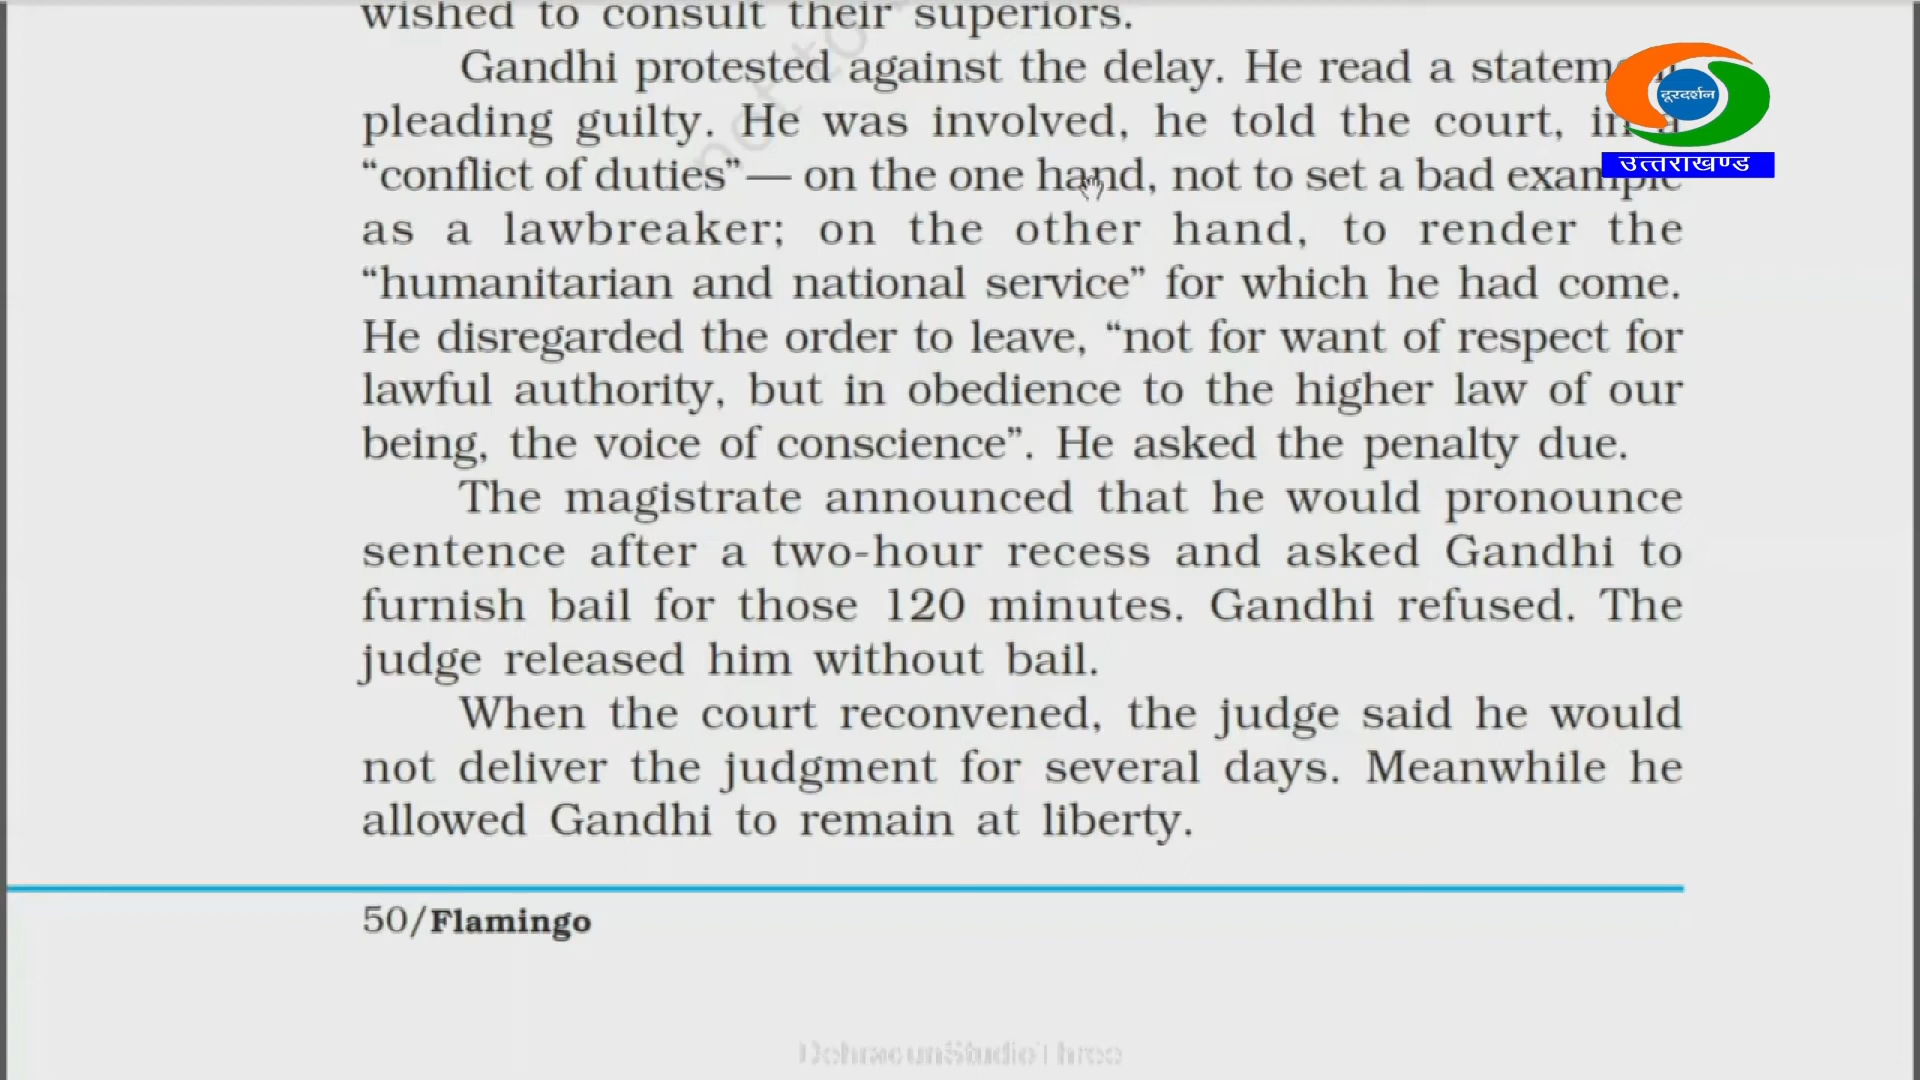 wished to consult their superiors.
Gandhi protested against the delay. He read a statement
pleading guilty. He was involved, he told the court, in a
“conflict of duties”— on the one hand, not to set a bad example
as a lawbreaker; on the other hand, to render the
“humanitarian and national service” for which he had come.
He disregarded the order to leave, “not for want of respect for
lawful authority, but in obedience to the higher law of our
being, the voice of conscience”. He asked the penalty due.
The magistrate announced that he would pronounce
sentence after a two-hour recess and asked Gandhi to
furnish bail for those 120 minutes. Gandhi refused. The
judge released him without bail.
When the court reconvened, the judge said he would
not deliver the judgment for several days. Meanwhile he
allowed Gandhi to remain at liberty.
50/Flamingo
not to
दूरदर्शन
उत्तराखण्ड
DehradunStudioThree